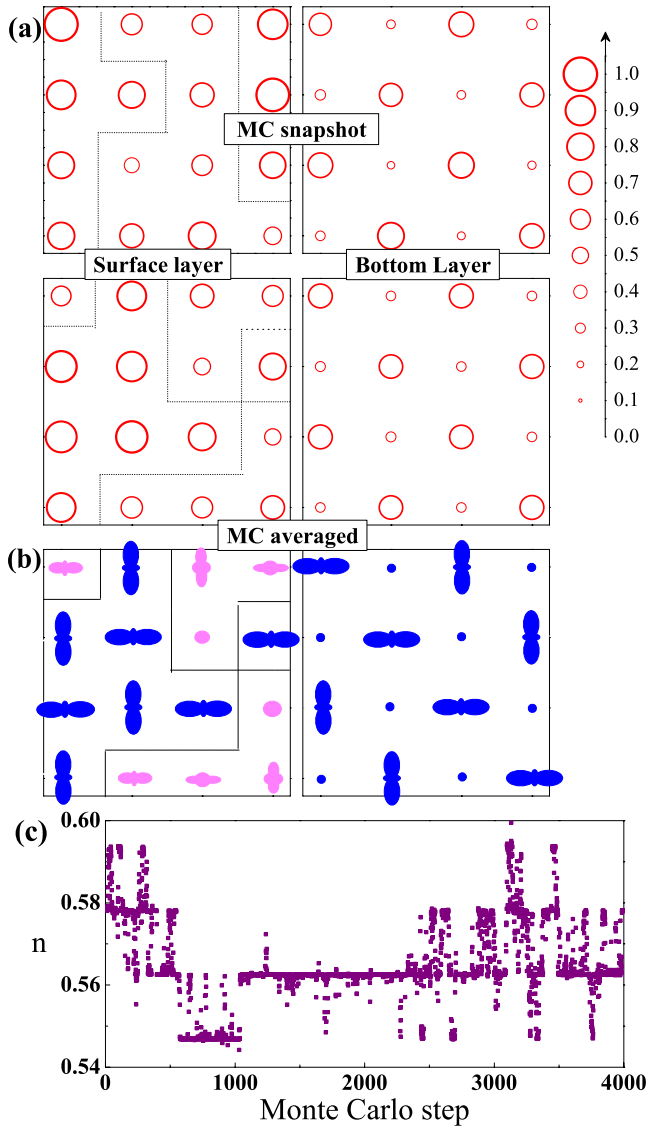 (a)
MC snapshot
Surface layer
Bottom Layer
1.0
0.9
0.8
0.7
0.6
0.5
0.4
0.3
0.2
0.1
0.0
MC averaged
(b)
(c)
0.60
0.58
0.56
0.54
n
0 1000 2000 3000 4000
Monte Carlo step